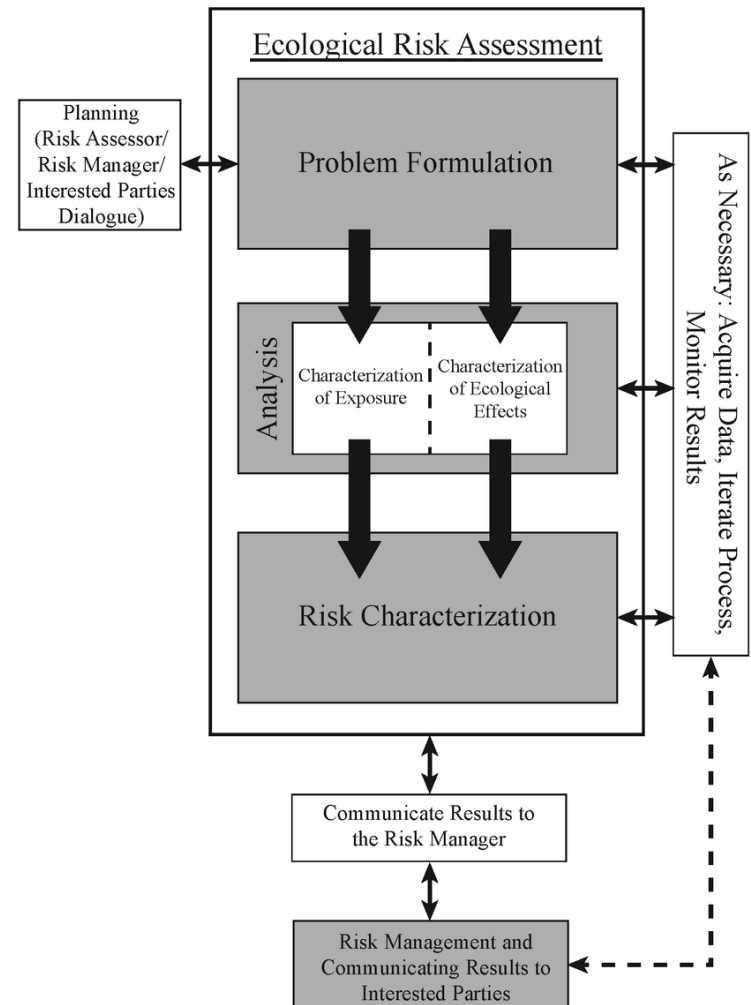 Ecological Risk Assessment
Planning
(Risk Assessor/
Risk Manager/
Interested Parties
Dialogue)
Problem Formulation
As Necessary: Acquire Data, Iterate Process,
Monitor Results
Analysis
Characterization
of Exposure
Characterization
of Ecological
Effects
Risk Characterization
Communicate Results to
the Risk Manager
Risk Management and
Communicating Results to
Interested Parties